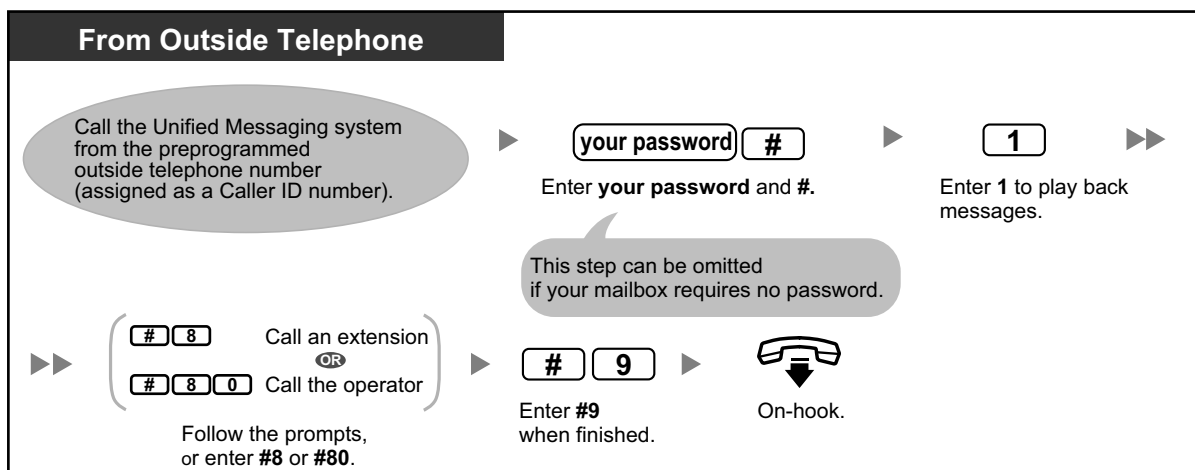 From Outside Telephone
Call the Unified Messaging system
from the preprogrammed
outside telephone number
(assigned as a Caller ID number).
your password #
Enter your password and #.
This step can be omitted
if your mailbox requires no password.
1
Enter 1 to play back
messages.
# 8 Call an extension
OR
# 8 0 Call the operator
Follow the prompts,
or enter #8 or #80.
# 9
Enter #9
when finished.
On-hook.